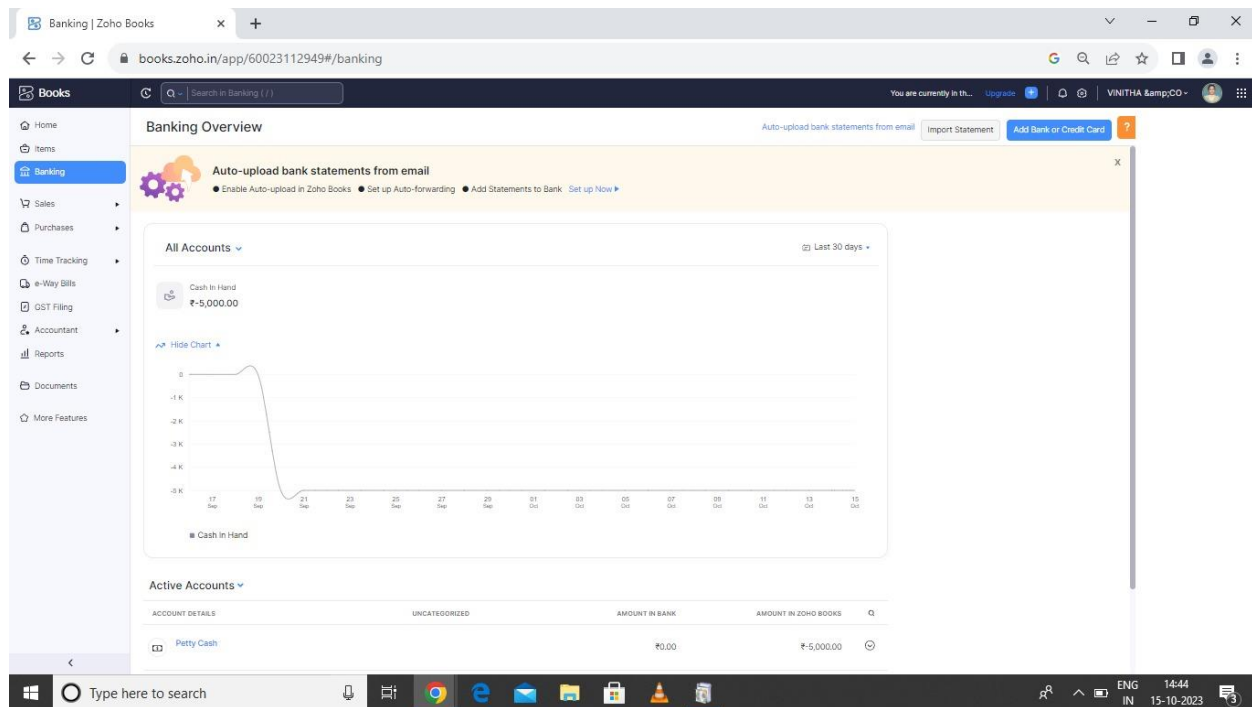 Banking | Zoho Books
books.zoho.in/app/60023112949#/banking
Books
Search in Banking ( / )
You are currently in th... Upgrade
VINITHA &amp;CO
Home
Items
Banking
Sales
Purchases
Time Tracking
e-Way Bills
GST Filing
Accountant
Reports
Documents
More Features
Banking Overview
Auto-upload bank statements from email
Import Statement
Add Bank or Credit Card
?
Auto-upload bank statements from email
Enable Auto-upload in Zoho Books Set up Auto-forwarding Add Statements to Bank Set up Now
X
All Accounts
Last 30 days
Cash In Hand
₹-5,000.00
Hide Chart
0
-1 K
-2 K
-3 K
-4 K
-5 K
17 19 21 23 25 27 29 01 03 05 07 09 11 13 15
Sep Sep Sep Sep Sep Sep Sep Oct Oct Oct Oct Oct Oct Oct Oct
Cash In Hand
Active Accounts
ACCOUNT DETAILS UNCATEGORIZED AMOUNT IN BANK AMOUNT IN ZOHO BOOKS
Petty Cash ₹0.00 ₹-5,000.00
Type here to search
ENG 14:44
IN 15-10-2023
3